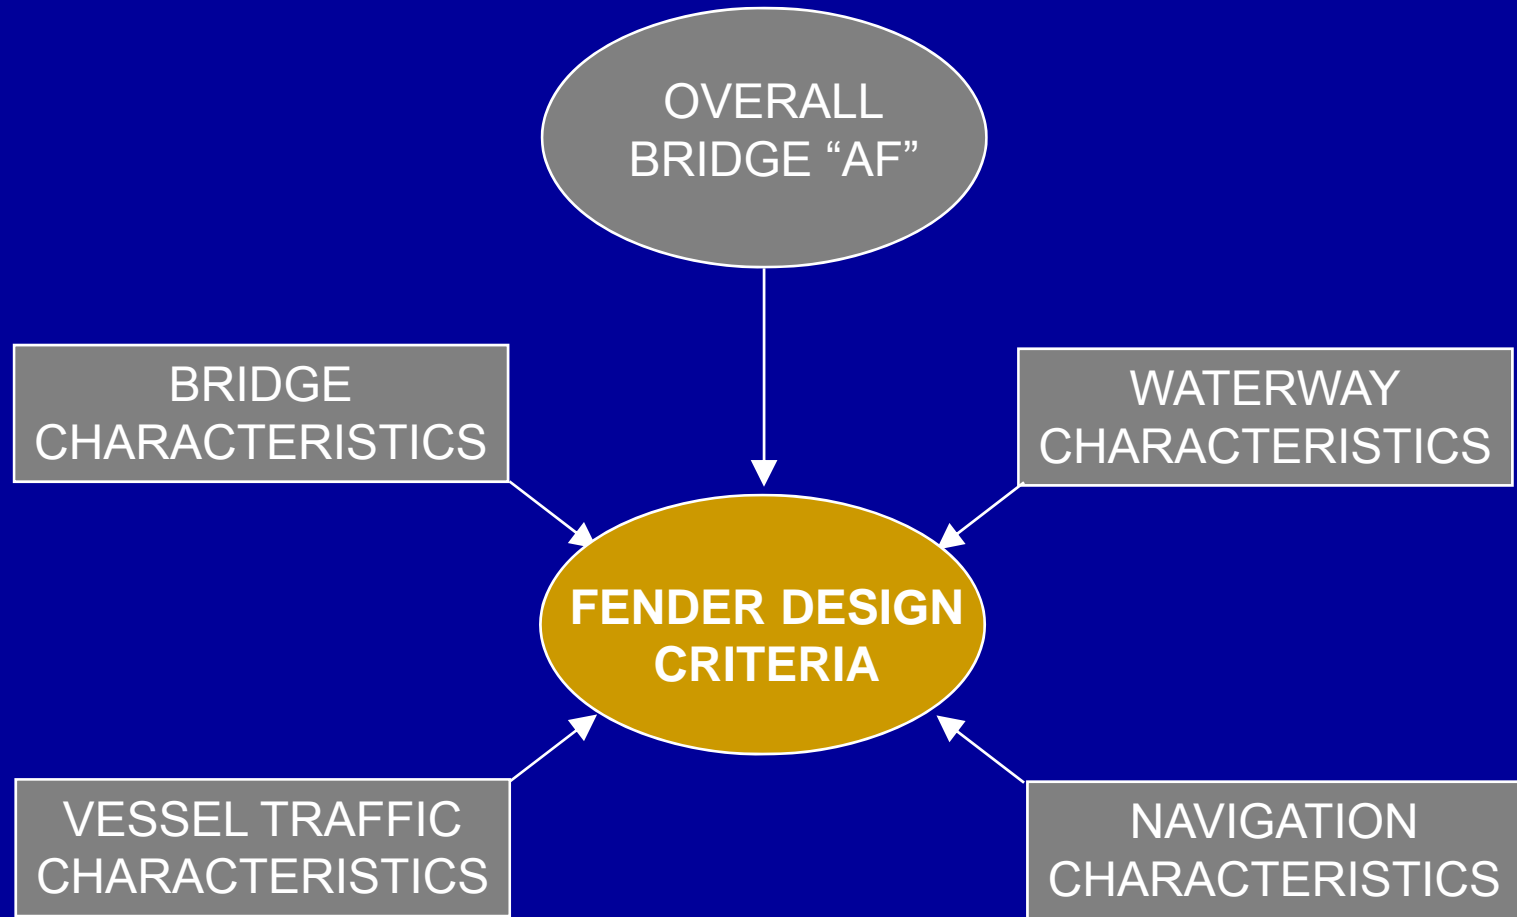 OVERALL
BRIDGE “AF”
BRIDGE
CHARACTERISTICS
WATERWAY
CHARACTERISTICS
FENDER DESIGN
CRITERIA
VESSEL TRAFFIC
CHARACTERISTICS
NAVIGATION
CHARACTERISTICS